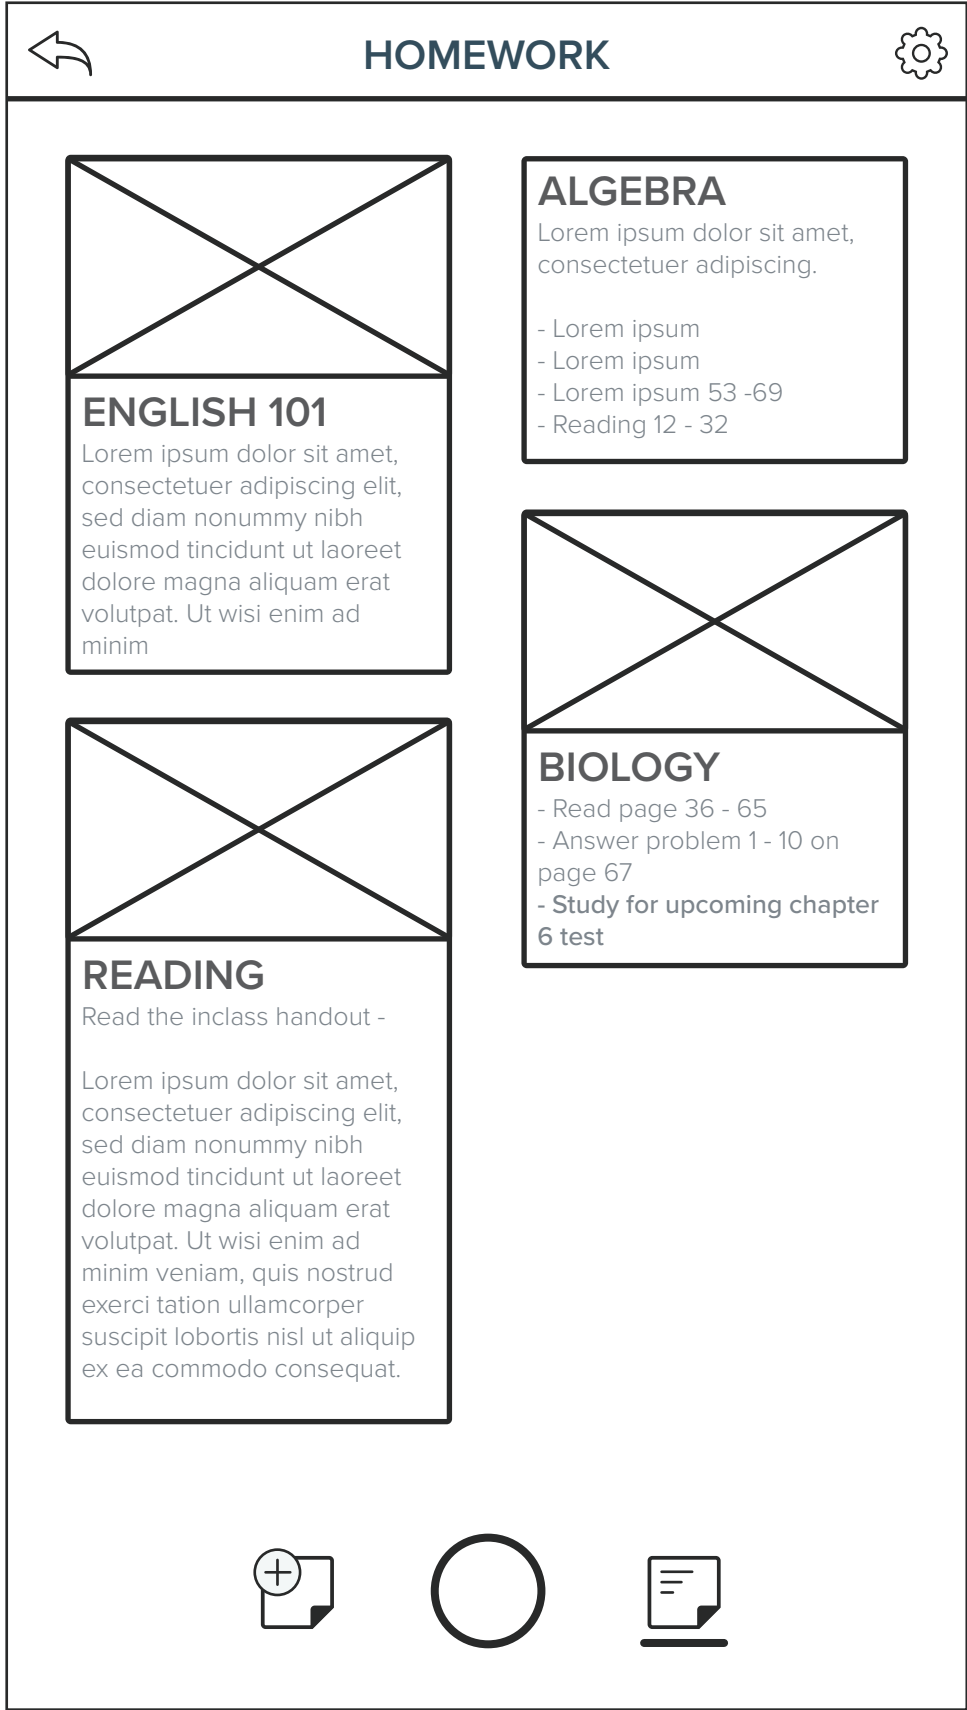 HOMEWORK
ENGLISH 101
Lorem ipsum dolor sit amet,
consectetuer adipiscing elit,
sed diam nonummy nibh
euismod tincidunt ut laoreet
dolore magna aliquam erat
volutpat. Ut wisi enim ad
minim
READING
Read the inclass handout -
Lorem ipsum dolor sit amet,
consectetuer adipiscing elit,
sed diam nonummy nibh
euismod tincidunt ut laoreet
dolore magna aliquam erat
volutpat. Ut wisi enim ad
minim veniam, quis nostrud
exerci tation ullamcorper
suscipit lobortis nisl ut aliquip
ex ea commodo consequat.
ALGEBRA
Lorem ipsum dolor sit amet,
consectetuer adipiscing.
- Lorem ipsum
- Lorem ipsum
- Lorem ipsum 53 -69
- Reading 12 - 32
BIOLOGY
- Read page 36 - 65
- Answer problem 1 - 10 on
page 67
- Study for upcoming chapter
6 test